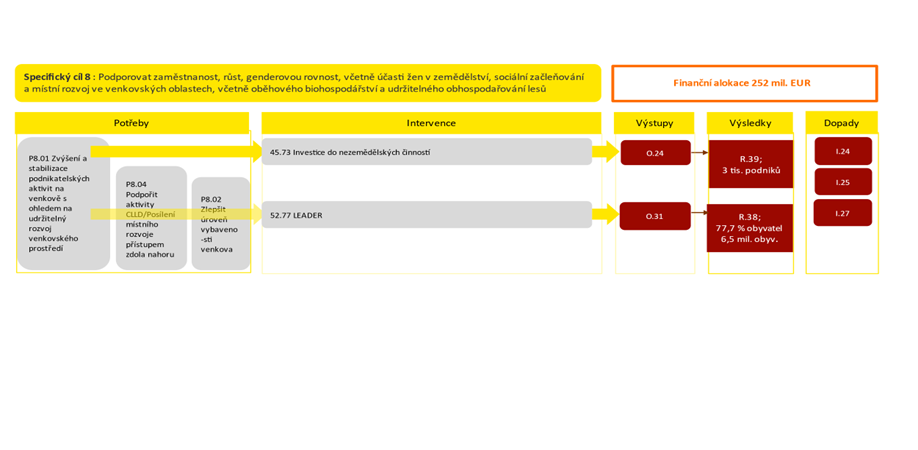 Specifický cíl 8 : Podporovat zaměstnanost, růst, genderovou rovnost, včetně účasti žen v zemědělství, sociální začleňování
a místní rozvoj ve venkovských oblastech, včetně oběhového biohospodářství a udržitelného obhospodařování lesů
Finanční alokace 252 mil. EUR
Potřeby
Intervence
Výstupy
Výsledky
Dopady
P8.01 Zvýšení a
stabilizace
podnikatelských
aktivit na
venkově s
ohledem na
udržitelný
rozvoj
venkovského
prostředí
P8.04
Podpořit
aktivity
CLLD/Posílení
místního
rozvoje
přístupem
zdola nahoru
P8.02
Zlepšit
úroveň
vybaveno
-sti
venkova
45.73 Investice do nezemědělských činností
52.77 LEADER
O.24
O.31
R.39;
3 tis. podniků
R.38;
77,7 % obyvatel
6,5 mil. obyv.
I.24
I.25
I.27